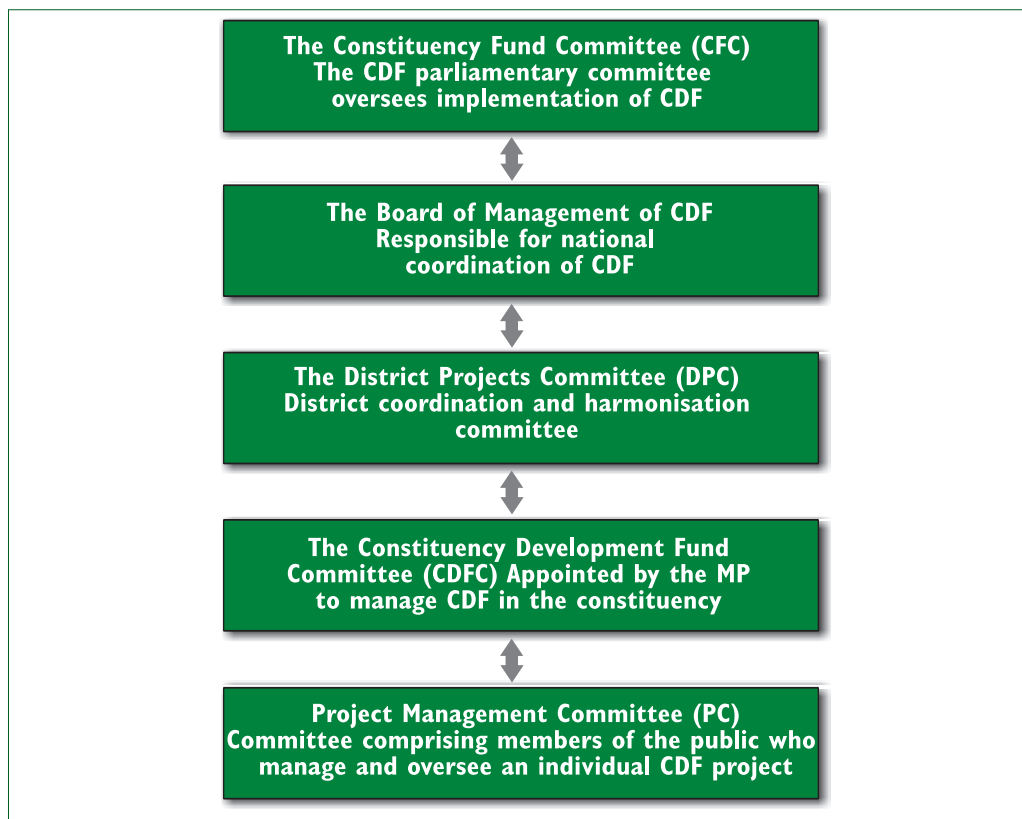 The Constituency Fund Committee (CFC)
The CDF parliamentary committee
oversees implementation of CDF
The Board of Management of CDF
Responsible for national
coordination of CDF
The District Projects Committee (DPC)
District coordination and harmonisation
committee
The Constituency Development Fund
Committee (CDFC) Appointed by the MP
to manage CDF in the constituency
Project Management Committee (PC)
Committee comprising members of the public who
manage and oversee an individual CDF project